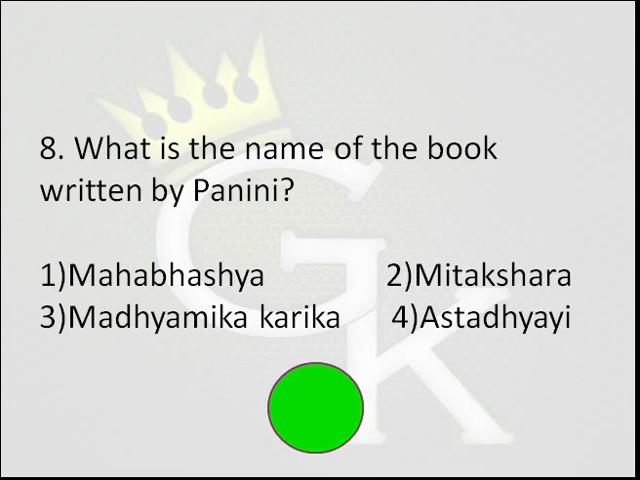 8. What is the name of the book
written by Panini?
1)Mahabhashya 2)Mitakshara
3)Madhyamika karika 4)Astadhyayi
GK